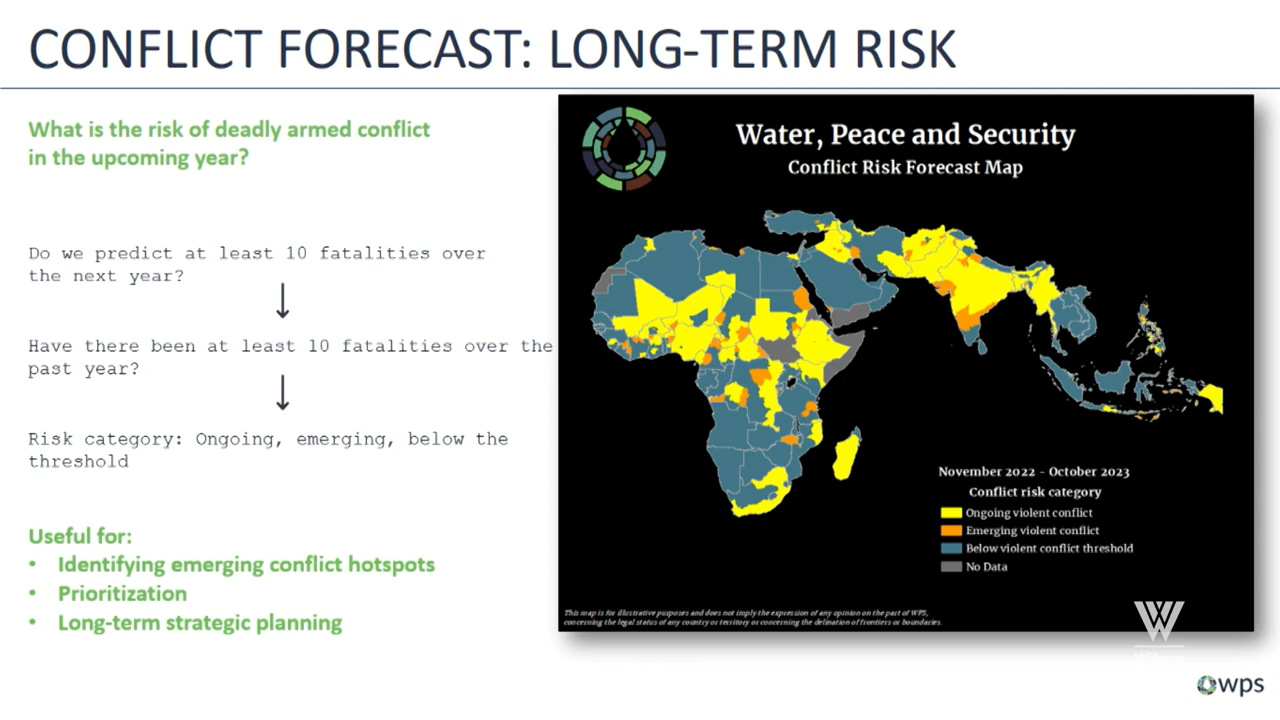 CONFLICT FORECAST: LONG-TERM RISK
What is the risk of deadly armed conflict
in the upcoming year?
Do we predict at least 10 fatalities over
the next year?
Have there been at least 10 fatalities over the
past year?
Risk category: Ongoing, emerging, below the
threshold
Useful for:
• Identifying emerging conflict hotspots
• Prioritization
• Long-term strategic planning
Water, Peace and Security
Conflict Risk Forecast Map
November 2022 - October 2023
Conflict risk category
Ongoing violent conflict
Emerging violent conflict
Below violent conflict threshold
No Data
This map is for illustrative purposes and does not imply the expression of any opinion on the part of WPS,
concerning the legal status of any country or territory or concerning the delination of frontiers or boundaries.
W
wps